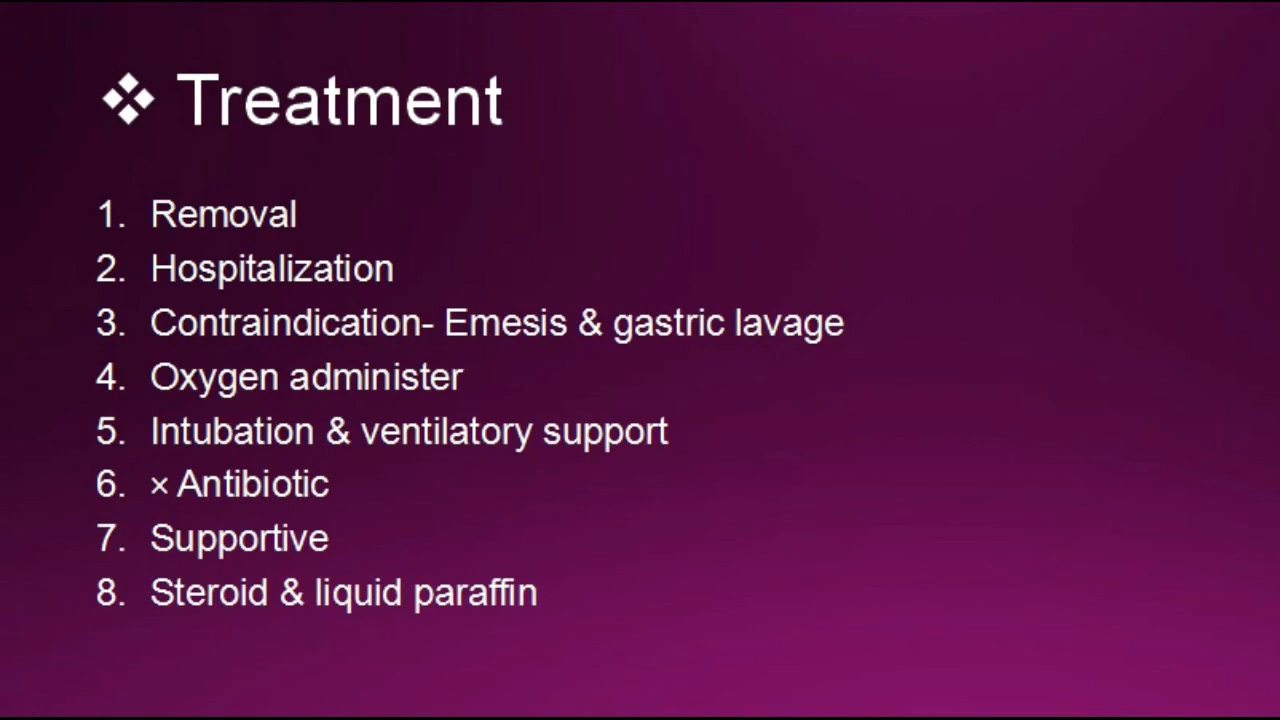 ❖ Treatment
1. Removal
2. Hospitalization
3. Contraindication- Emesis & gastric lavage
4. Oxygen administer
5. Intubation & ventilatory support
6. × Antibiotic
7. Supportive
8. Steroid & liquid paraffin